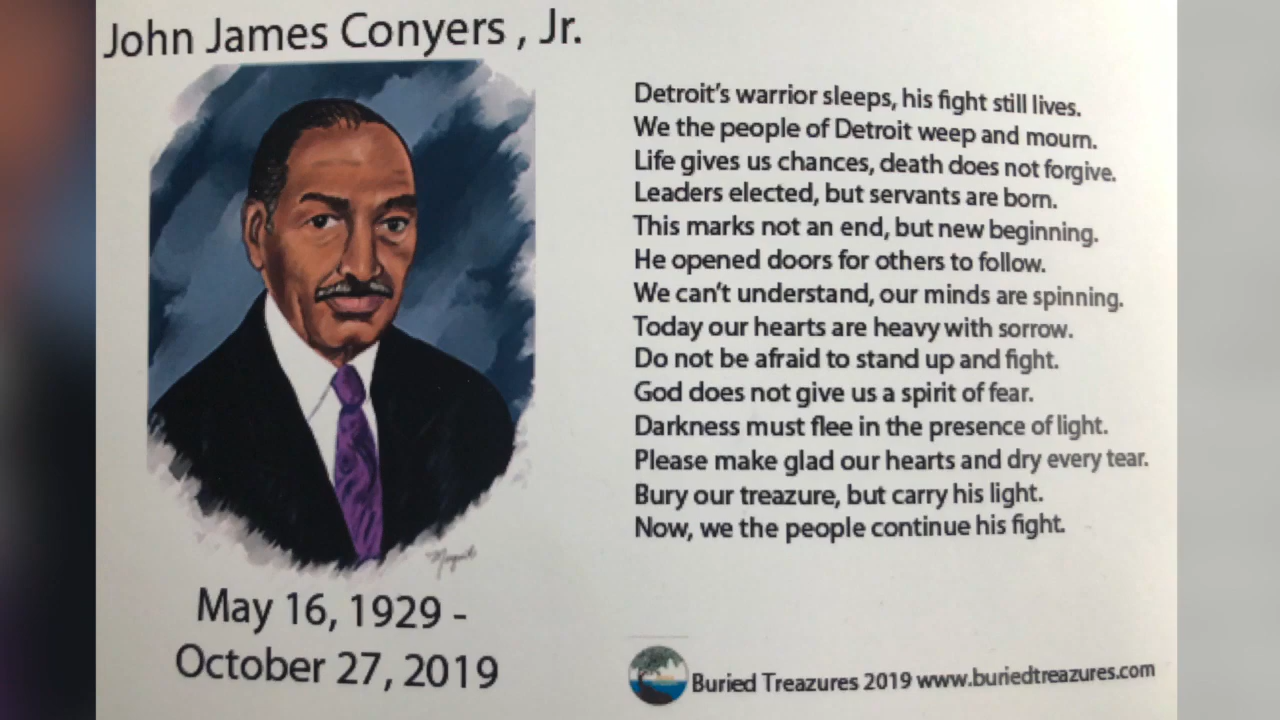 John James Conyers , Jr.
Detroit's warrior sleeps, his fight still lives.
We the people of Detroit weep and mourn.
Life gives us chances, death does not forgive.
Leaders elected, but servants are born.
This marks not an end, but new beginning.
He opened doors for others to follow.
We can't understand, our minds are spinning.
Today our hearts are heavy with sorrow.
Do not be afraid to stand up and fight.
God does not give us a spirit of fear.
Darkness must flee in the presence of light.
Please make glad our hearts and dry every tear.
Bury our treazure, but carry his light.
Now, we the people continue his fight.
May 16, 1929 -
October 27, 2019
Buried Treazures 2019 www.buriedtreazures.com